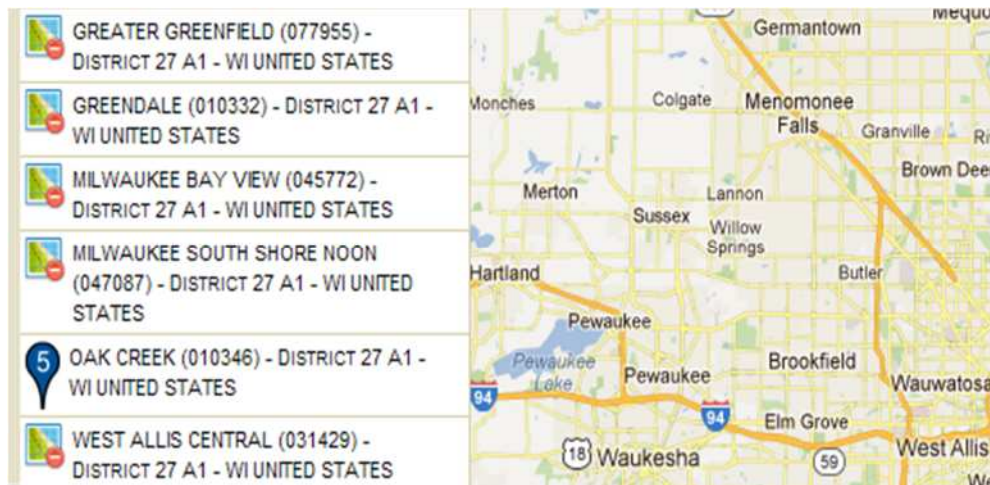 GREATER GREENFIELD (077955) -
DISTRICT 27 A1 - WI UNITED STATES
GREENDALE (010332) - DISTRICT 27 A1 -
WI UNITED STATES
MILWAUKEE BAY VIEW (045772) -
DISTRICT 27 A1 - WI UNITED STATES
MILWAUKEE SOUTH SHORE NOON
(047087) - DISTRICT 27 A1 - WI UNITED
STATES
5
OAK CREEK (010346) - DISTRICT 27 A1 -
WI UNITED STATES
WEST ALLIS CENTRAL (031429) -
DISTRICT 27 A1 - WI UNITED STATES
Germantown
Monches
Colgate
Menomonee
Falls
Granville
Brown Dee
Merton
Lannon
Sussex
Willow
Springs
Hartland
Butler
Pewaukee
Pewaukee
Lake
Pewaukee
Brookfield
Wauwatosa
94
94
Elm Grove
18
Waukesha
59
West Allis